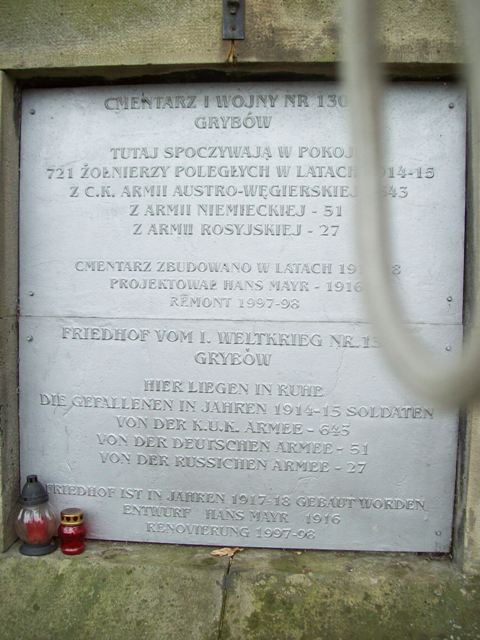 CMENTARZ I WOJNY NR 130
GRYBÓW
TUTAJ SPOCZYWAJĄ W POKOJU
721 ŻOŁNIERZY POLEGŁYCH W LATACH 1914-15
Z C.K. ARMII AUSTRO-WĘGIERSKIEJ 643
Z ARMII NIEMIECKIEJ - 51
Z ARMII ROSYJSKIEJ - 27
CMENTARZ ZBUDOWANO W LATACH
PROJEKTOWAŁ HANS MAYR - 1916
REMONT 1997-98
FRIEDHOF VOM I. WELTKRIEG NR.
GRYBÓW
HIER LIEGEN IN RUHE
DIE GEFALLENEN IN JAHREN 1914-15 SOLDATEN
VON DER K.U.K. ARMEE - 643
VON DER DEUTSCHEN ARMEE - 51
VON DER RUSSICHEN ARMEE - 27
FRIEDHOF IST IN JAHREN 1917-18 GEBAUT WORDEN
ENTWURF HANS MAYR 1916
RENOVIERUNG 1997-98